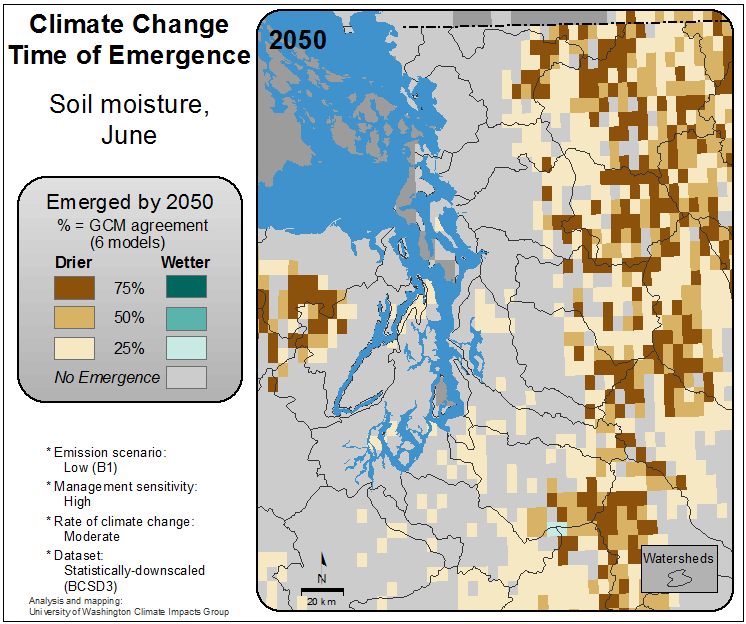 Climate Change
Time of Emergence
Soil moisture,
June
Emerged by 2050
% = GCM agreement
(6 models)
Drier Wetter
75%
50%
25%
No Emergence
* Emission scenario:
Low (B1)
* Management sensitivity:
High
* Rate of climate change:
Moderate
* Dataset:
Statistically-downscaled
(BCSD3)
Analysis and mapping:
University of Washington Climate Impacts Group
2050
N
20 km
Watersheds